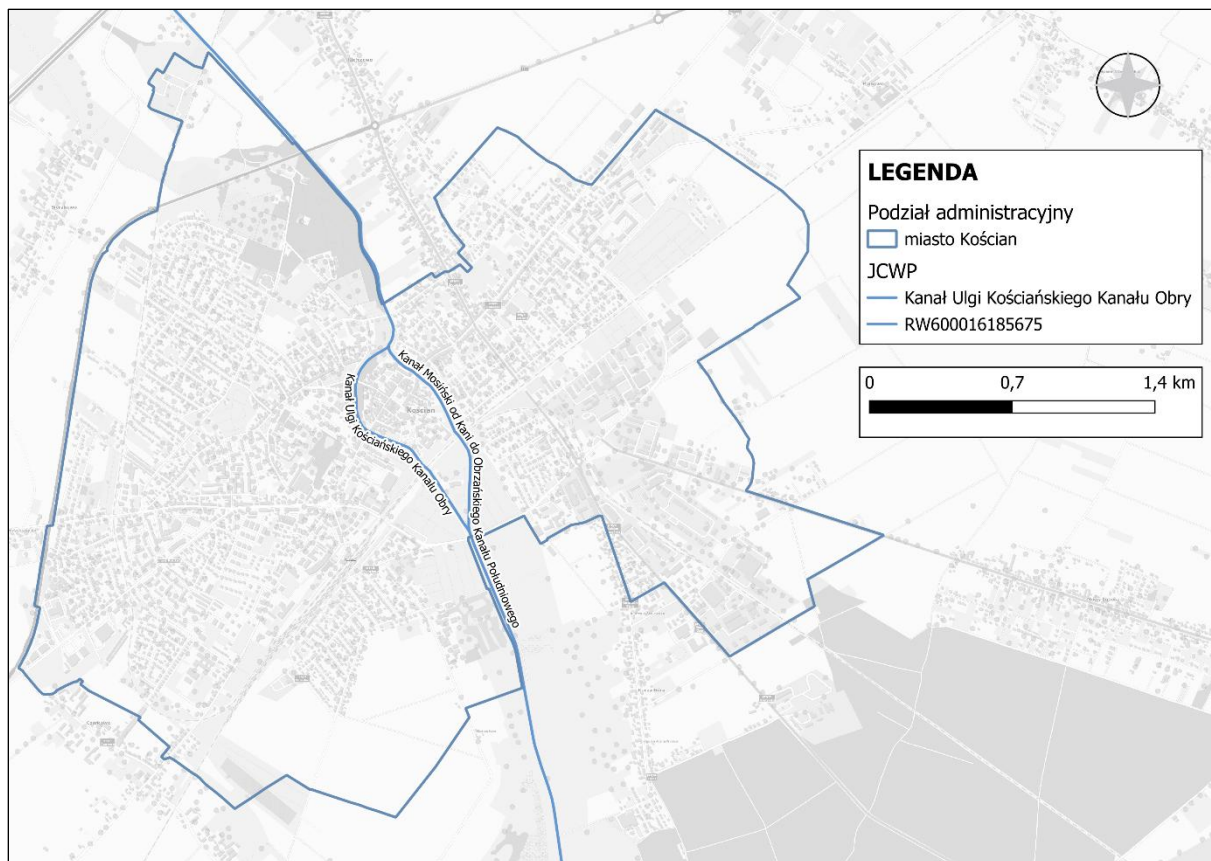 LEGENDA
Podział administracyjny
miasto Kościan
JCWP
Kanał Ulgi Kościańskiego Kanału Obry
RW600016185675
0 0,7 1,4 km
Kanał Mosiński od Kani do Obrzańskiego Kanału Południowego
Kanał Ulgi Kościańskiego Kanału Obry
Kościan